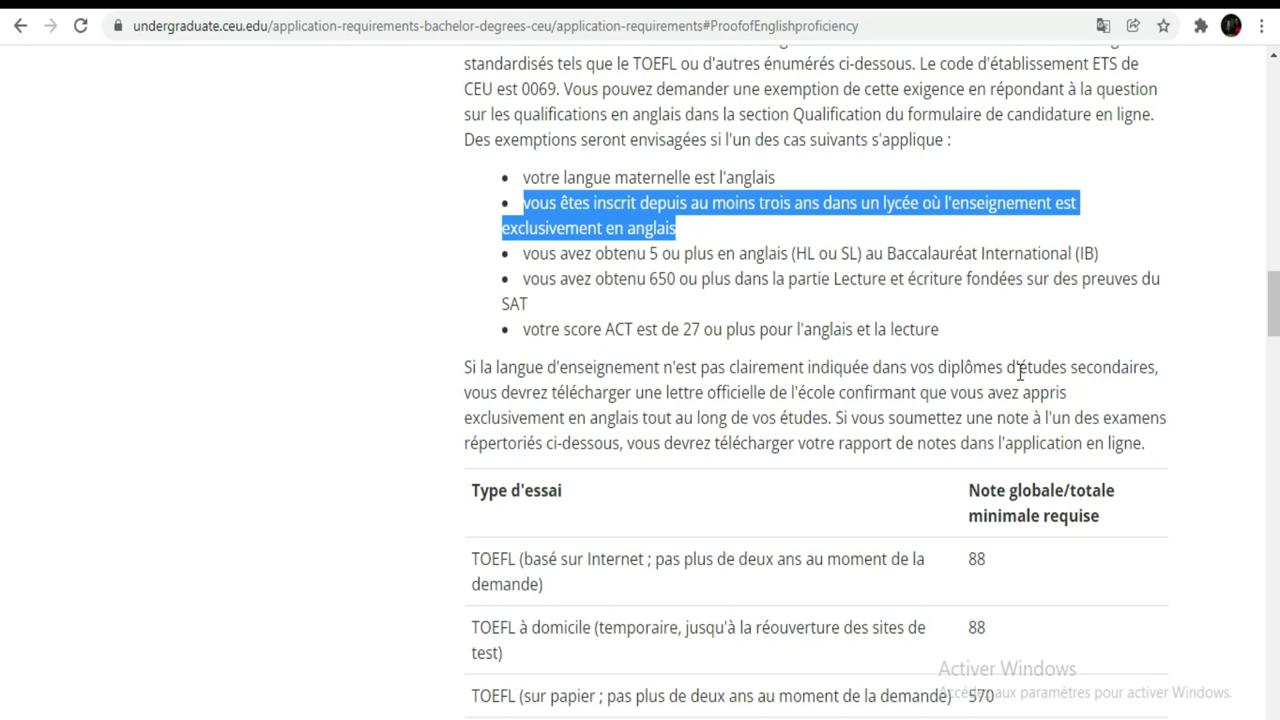 undergraduate.ceu.edu/application-requirements-bachelor-degrees-ceu/application-requirements#ProofofEnglishproficiency
standardisés tels que le TOEFL ou d'autres énumérés ci-dessous. Le code d'établissement ETS de
CEU est 0069. Vous pouvez demander une exemption de cette exigence en répondant à la question
sur les qualifications en anglais dans la section Qualification du formulaire de candidature en ligne.
Des exemptions seront envisagées si l'un des cas suivants s'applique :
• votre langue maternelle est l'anglais
• vous êtes inscrit depuis au moins trois ans dans un lycée où l'enseignement est
exclusivement en anglais
• vous avez obtenu 5 ou plus en anglais (HL ou SL) au Baccalauréat International (IB)
• vous avez obtenu 650 ou plus dans la partie Lecture et écriture fondées sur des preuves du
SAT
• votre score ACT est de 27 ou plus pour l'anglais et la lecture
Si la langue d'enseignement n'est pas clairement indiquée dans vos diplômes d'études secondaires,
vous devrez télécharger une lettre officielle de l'école confirmant que vous avez appris
exclusivement en anglais tout au long de vos études. Si vous soumettez une note à l'un des examens
répertoriés ci-dessous, vous devrez télécharger votre rapport de notes dans l'application en ligne.
Type d'essai
Note globale/totale
minimale requise
TOEFL (basé sur Internet ; pas plus de deux ans au moment de la
demande)
88
TOEFL à domicile (temporaire, jusqu'à la réouverture des sites de
test)
88
TOEFL (sur papier ; pas plus de deux ans au moment de la demande)
570
Activer Windows
Accédez aux paramètres pour activer Windows.